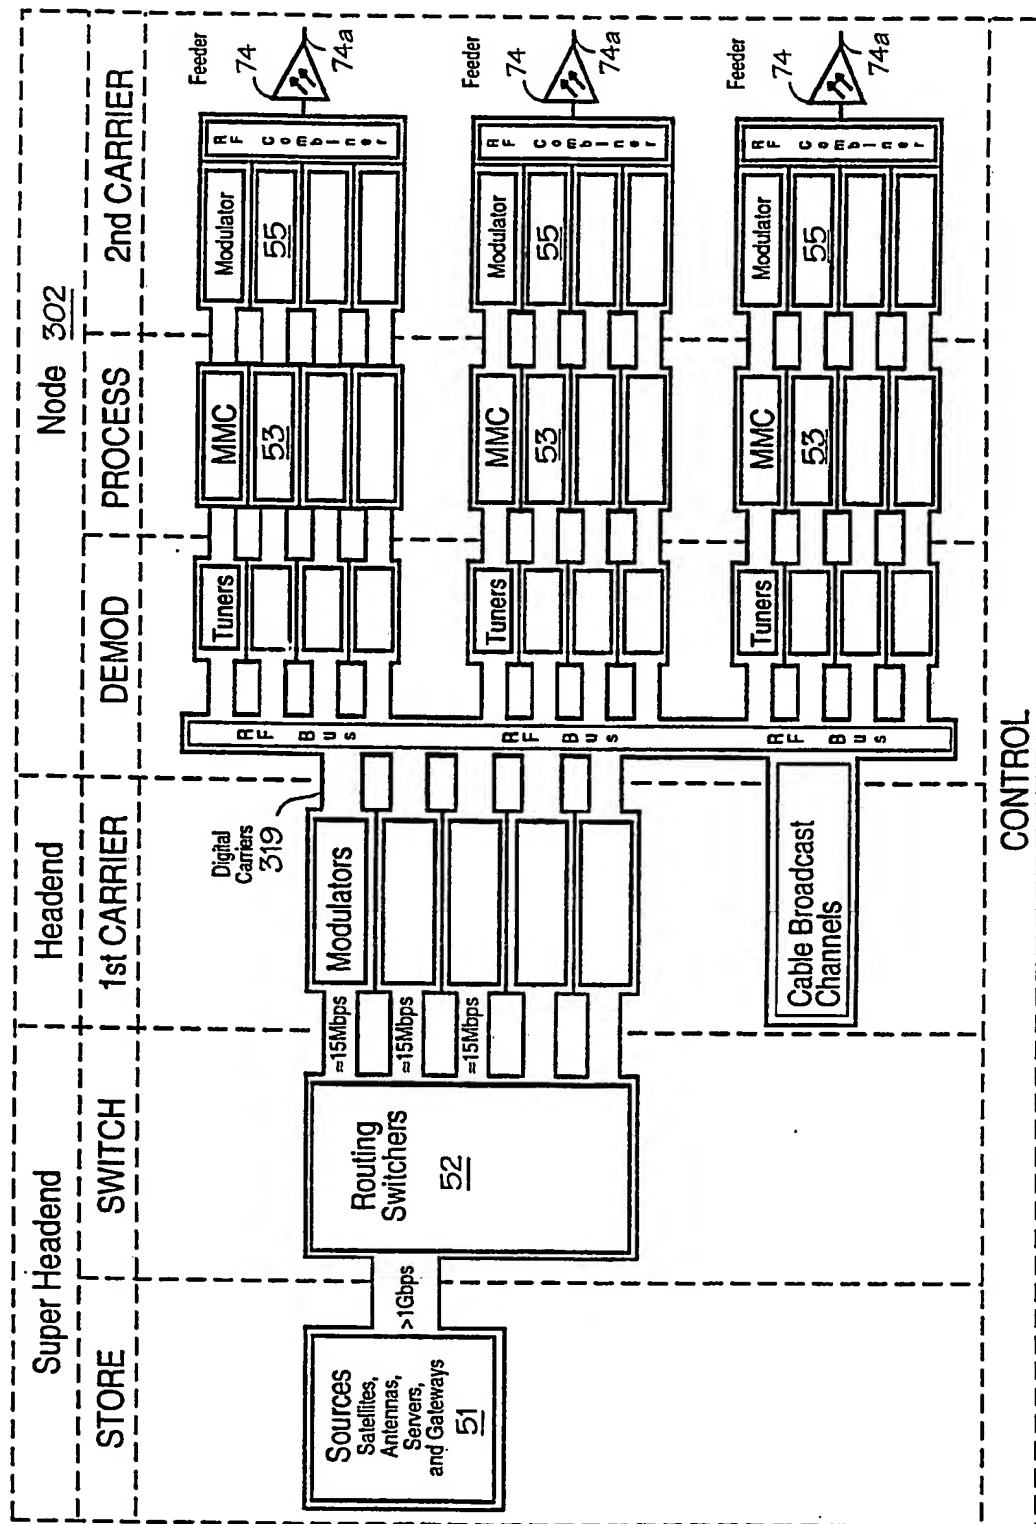 Super Headend
Headend
Node 302
STORE
SWITCH
1st CARRIER
DEMOD
PROCESS
2nd CARRIER
Sources
Satellites,
Antennas,
Servers,
and Gateways
51
>1Gbps
Routing
Switchers
52
≈15Mbps
≈15Mbps
≈15Mbps
Modulators
Digital
Carriers
319
Cable Broadcast
Channels
RF Bus
RF Bus
RF Bus
Tuners
MMC
53
Modulator
55
RF Combiner
Feeder
74
74a
Tuners
MMC
53
Modulator
55
RF Combiner
Feeder
74
74a
Tuners
MMC
53
Modulator
55
RF Combiner
Feeder
74
74a
CONTROL